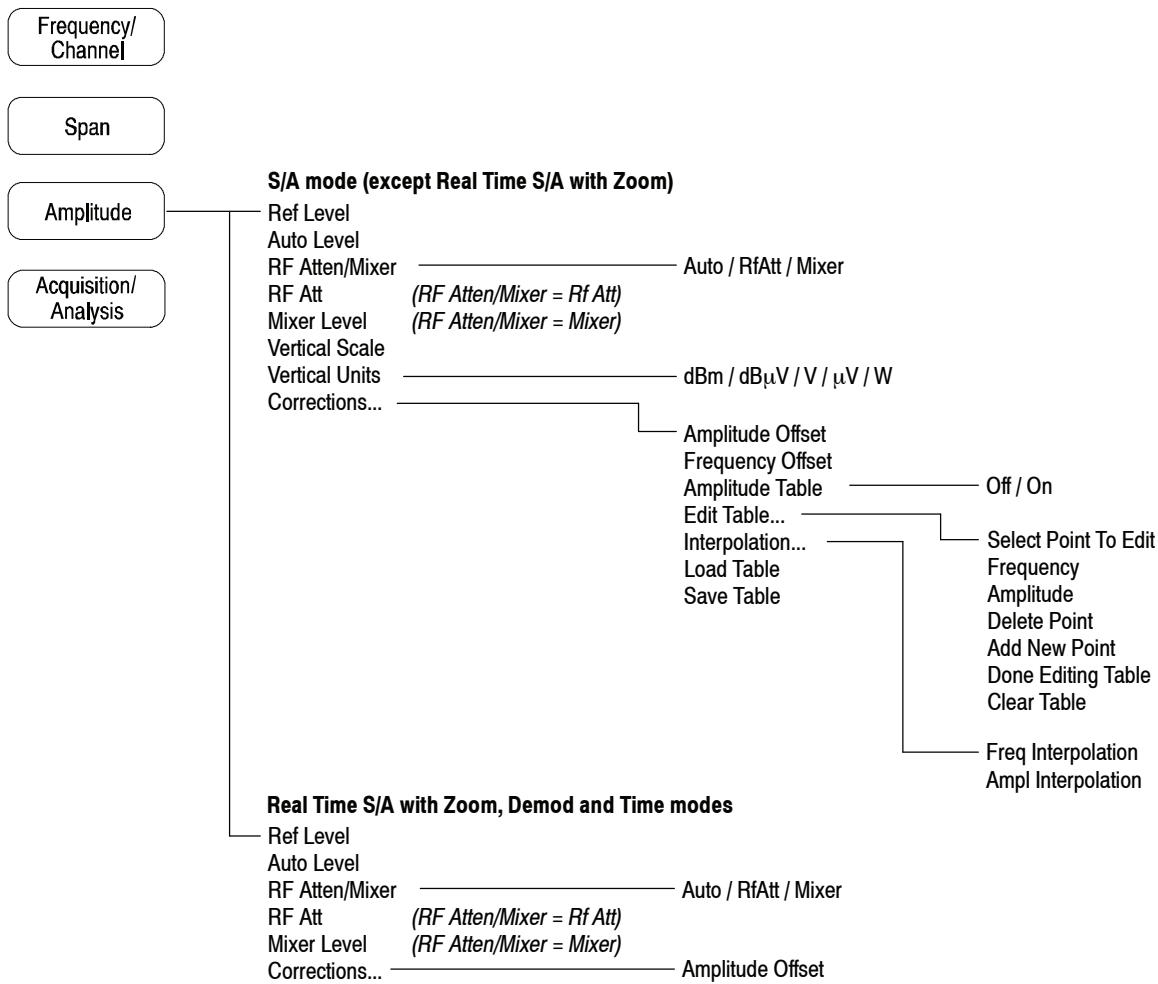 Frequency/
Channel
Span
Amplitude
Acquisition/
Analysis
S/A mode (except Real Time S/A with Zoom)
Ref Level
Auto Level
RF Atten/Mixer Auto / RfAtt / Mixer
RF Att (RF Atten/Mixer = Rf Att)
Mixer Level (RF Atten/Mixer = Mixer)
Vertical Scale
Vertical Units dBm / dBμV / V / μV / W
Corrections...
Amplitude Offset
Frequency Offset
Amplitude Table Off / On
Edit Table...
Interpolation...
Load Table
Save Table
Select Point To Edit
Frequency
Amplitude
Delete Point
Add New Point
Done Editing Table
Clear Table
Freq Interpolation
Ampl Interpolation
Real Time S/A with Zoom, Demod and Time modes
Ref Level
Auto Level
RF Atten/Mixer Auto / RfAtt / Mixer
RF Att (RF Atten/Mixer = Rf Att)
Mixer Level (RF Atten/Mixer = Mixer)
Corrections... Amplitude Offset